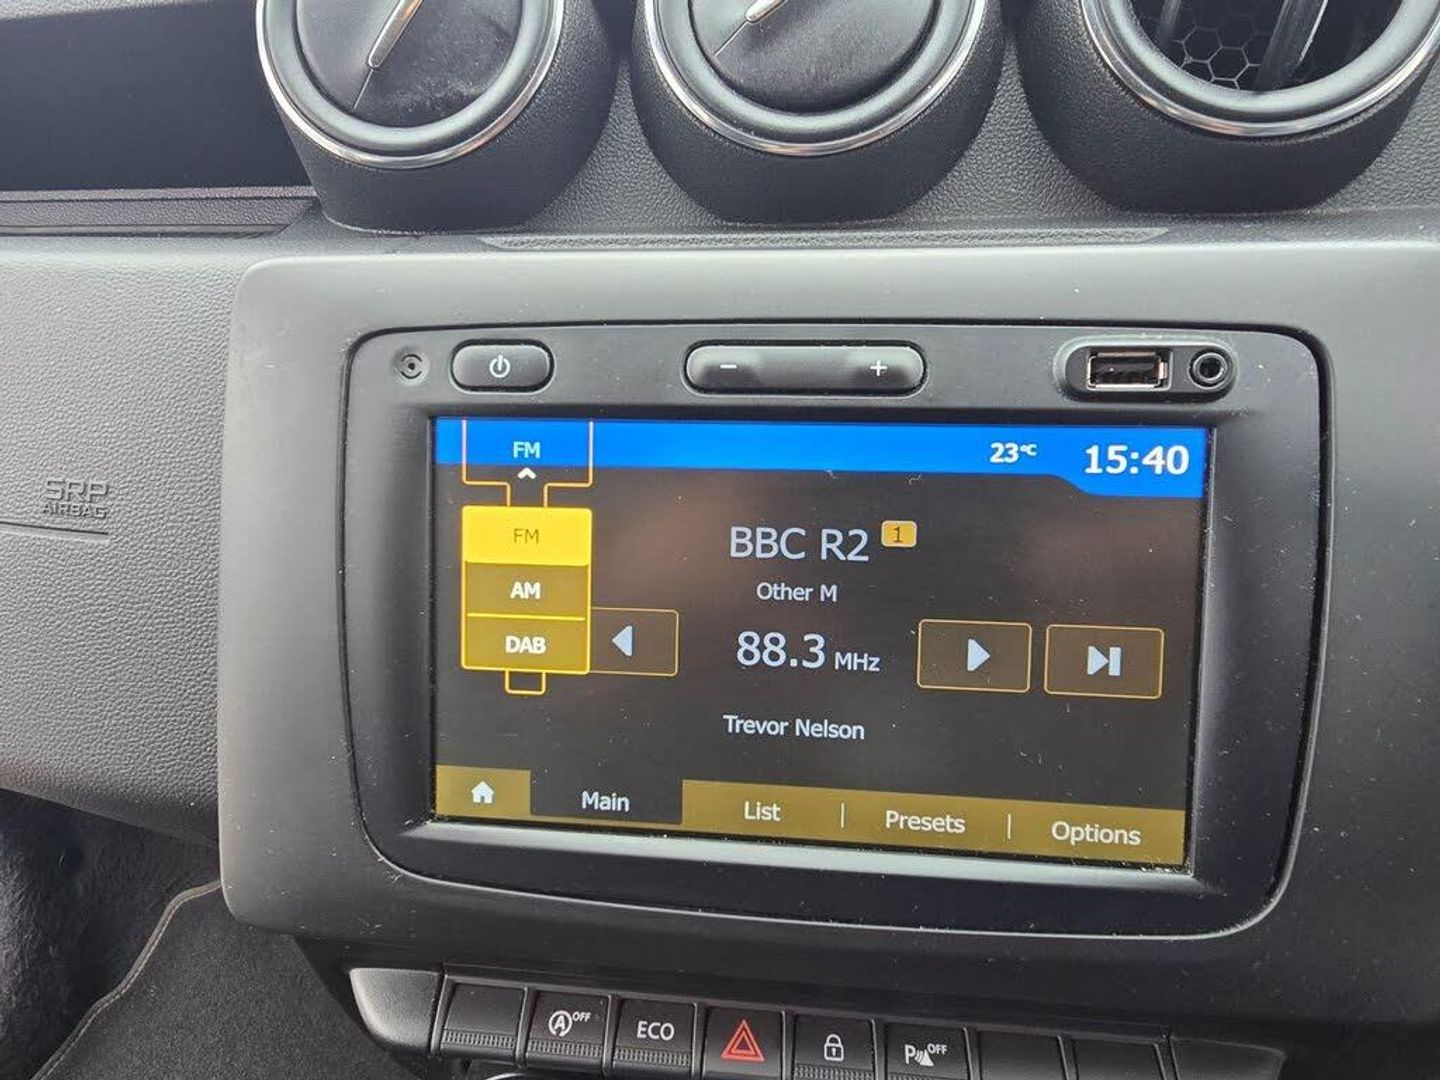 FM
23°C
15:40
FM
AM
DAB
BBC R2 1
Other M
88.3 MHz
Trevor Nelson
Main
List
Presets
Options
SRP
AIRBAG
A OFF
ECO
P OFF